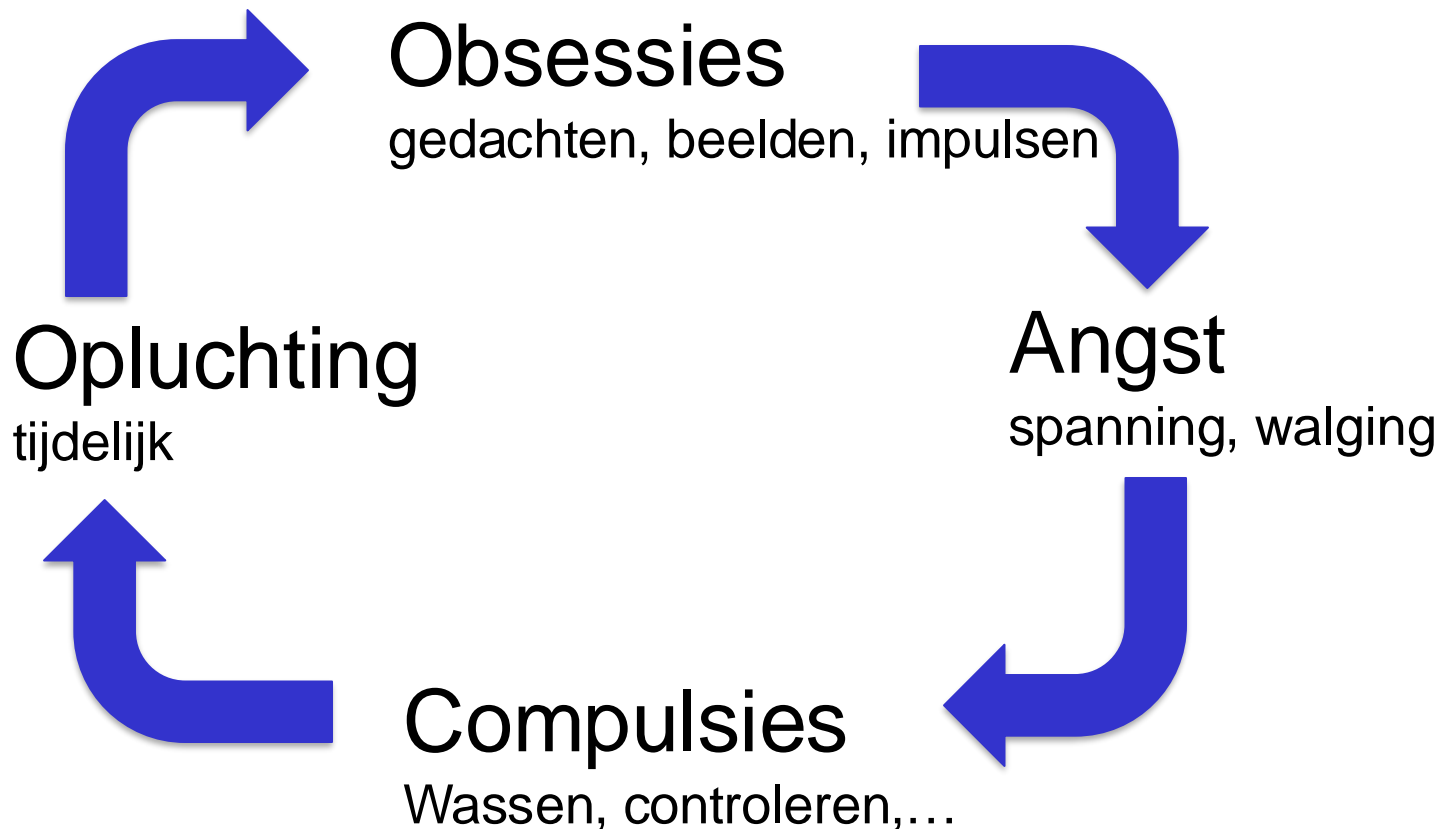 Obsessies
gedachten, beelden, impulsen
Angst
spanning, walging
Compulsies
Wassen, controleren,…
Opluchting
tijdelijk